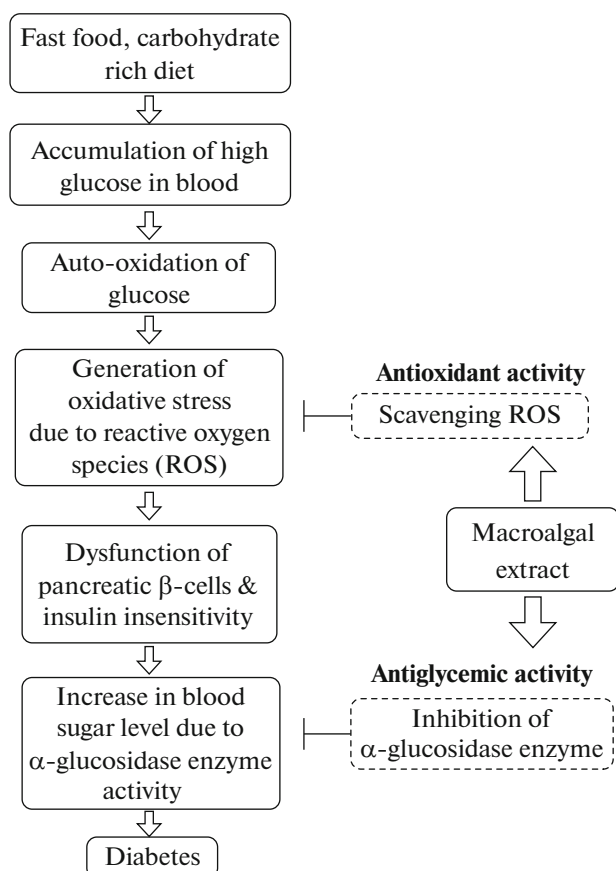 Fast food, carbohydrate
rich diet
Accumulation of high
glucose in blood
Auto-oxidation of
glucose
Generation of
oxidative stress
due to reactive oxygen
species (ROS)
Antioxidant activity
Scavenging ROS
Macroalgal
extract
Dysfunction of
pancreatic β-cells &
insulin insensitivity
Antiglycemic activity
Inhibition of
α-glucosidase enzyme
Increase in blood
sugar level due to
α-glucosidase enzyme
activity
Diabetes